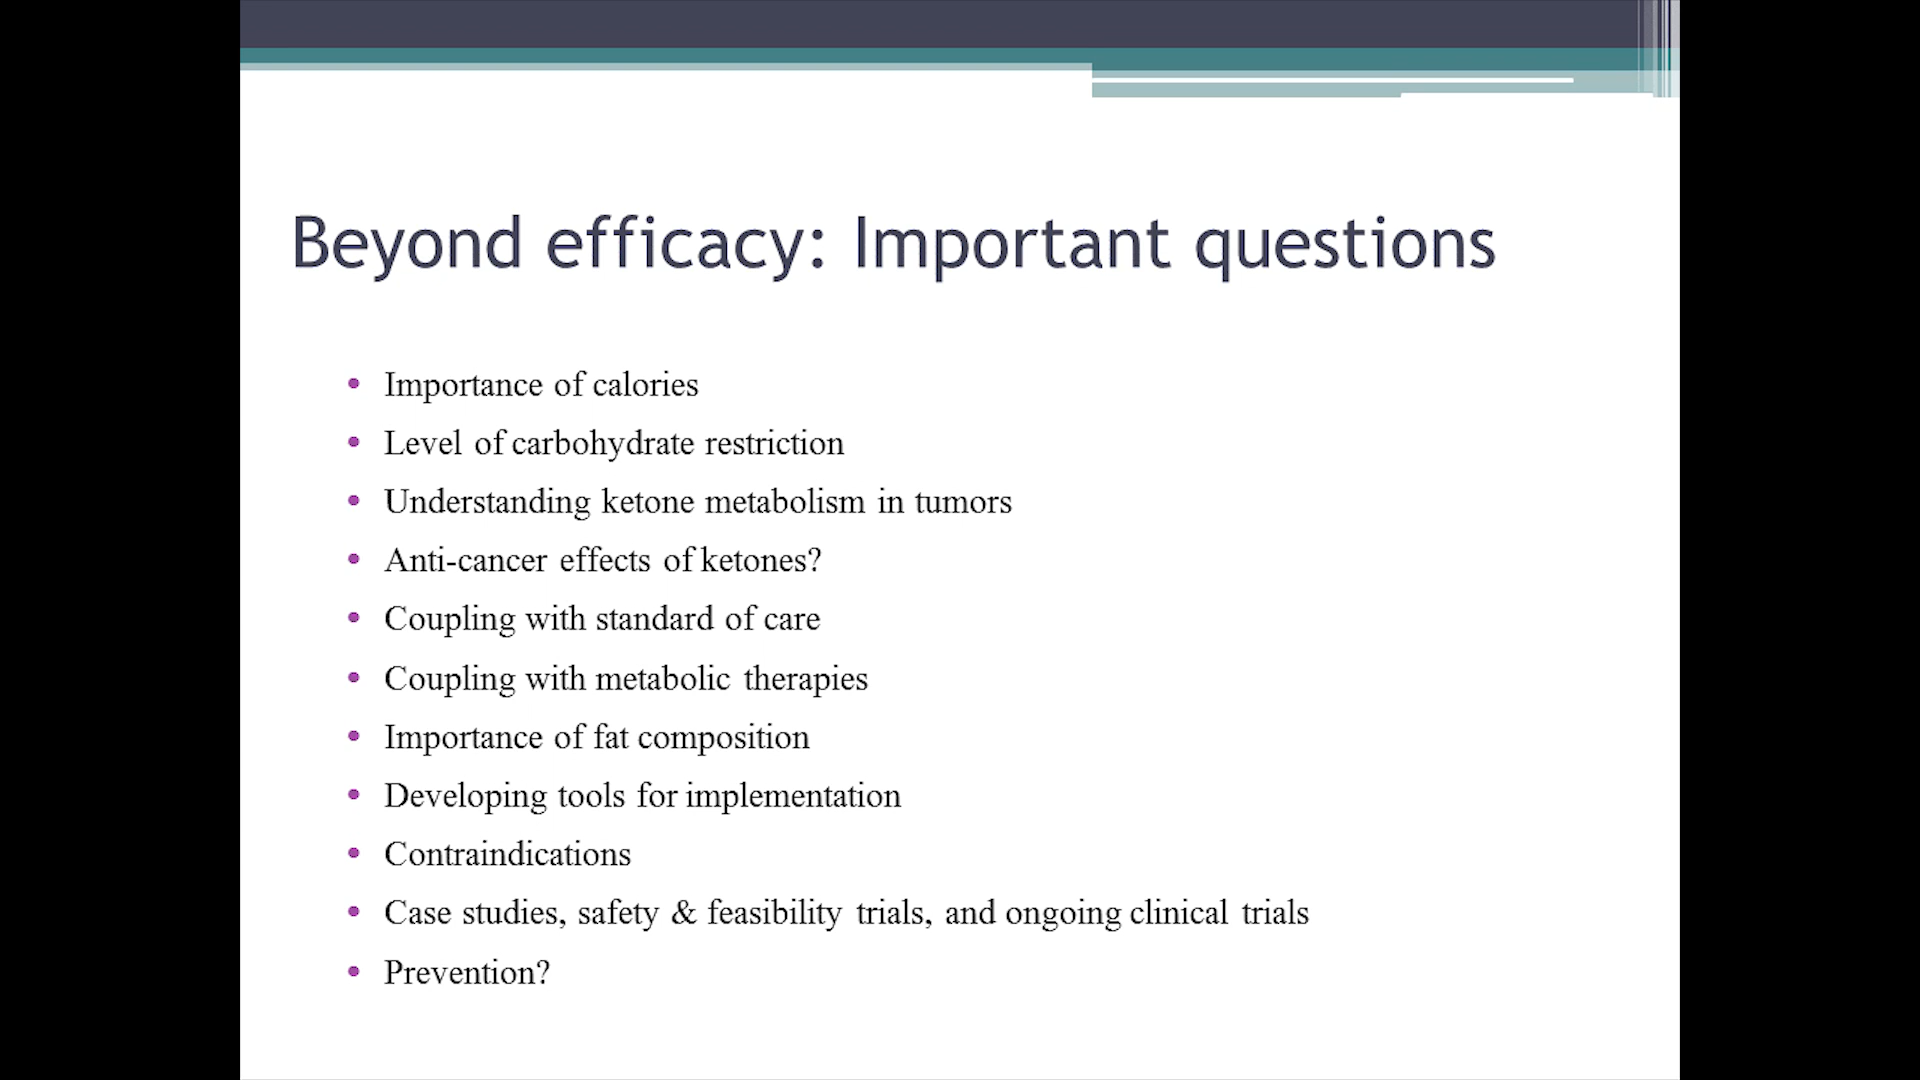 Beyond efficacy: Important questions
• Importance of calories
• Level of carbohydrate restriction
• Understanding ketone metabolism in tumors
• Anti-cancer effects of ketones?
• Coupling with standard of care
• Coupling with metabolic therapies
• Importance of fat composition
• Developing tools for implementation
• Contraindications
• Case studies, safety & feasibility trials, and ongoing clinical trials
• Prevention?